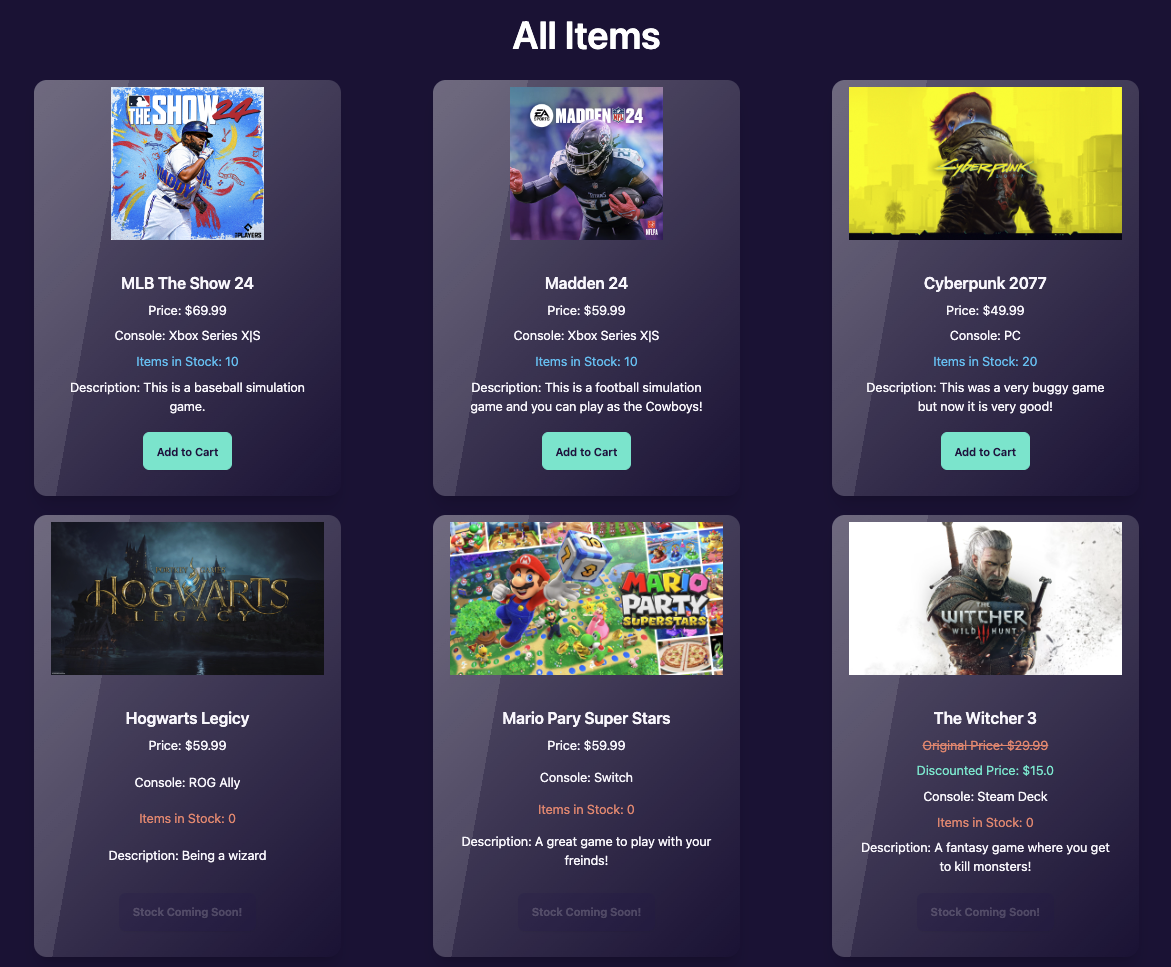 All Items
THE SHOW 24
MLB The Show 24
Price: $69.99
Console: Xbox Series X|S
Items in Stock: 10
Description: This is a baseball simulation
game.
Add to Cart
EA
SPORTS
MADDEN NFL 24
TITANS
22
NFLPA
Madden 24
Price: $59.99
Console: Xbox Series X|S
Items in Stock: 10
Description: This is a football simulation
game and you can play as the Cowboys!
Add to Cart
CYBERPUNK
Cyberpunk 2077
Price: $49.99
Console: PC
Items in Stock: 20
Description: This was a very buggy game
but now it is very good!
Add to Cart
HOGWARTS
LEGACY
Hogwarts Legicy
Price: $59.99
Console: ROG Ally
Items in Stock: 0
Description: Being a wizard
Stock Coming Soon!
MARIO
PARTY
SUPERSTARS
Mario Pary Super Stars
Price: $59.99
Console: Switch
Items in Stock: 0
Description: A great game to play with your
freinds!
Stock Coming Soon!
THE
WITCHER
WILD HUNT
The Witcher 3
Original Price: $29.99
Discounted Price: $15.0
Console: Steam Deck
Items in Stock: 0
Description: A fantasy game where you get
to kill monsters!
Stock Coming Soon!